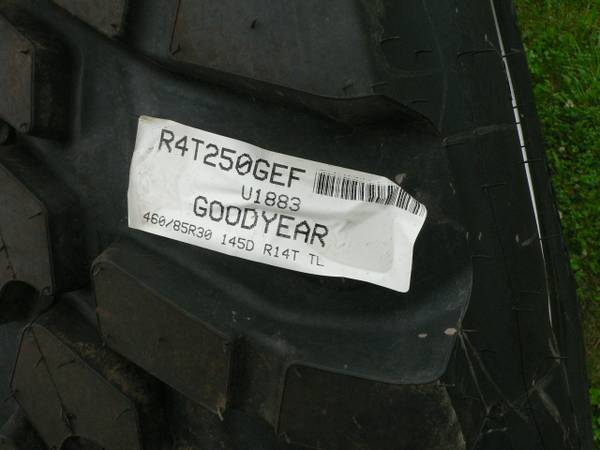 R4T250GEF
U1883
GOODYEAR
460/85R30 145D R14T TL